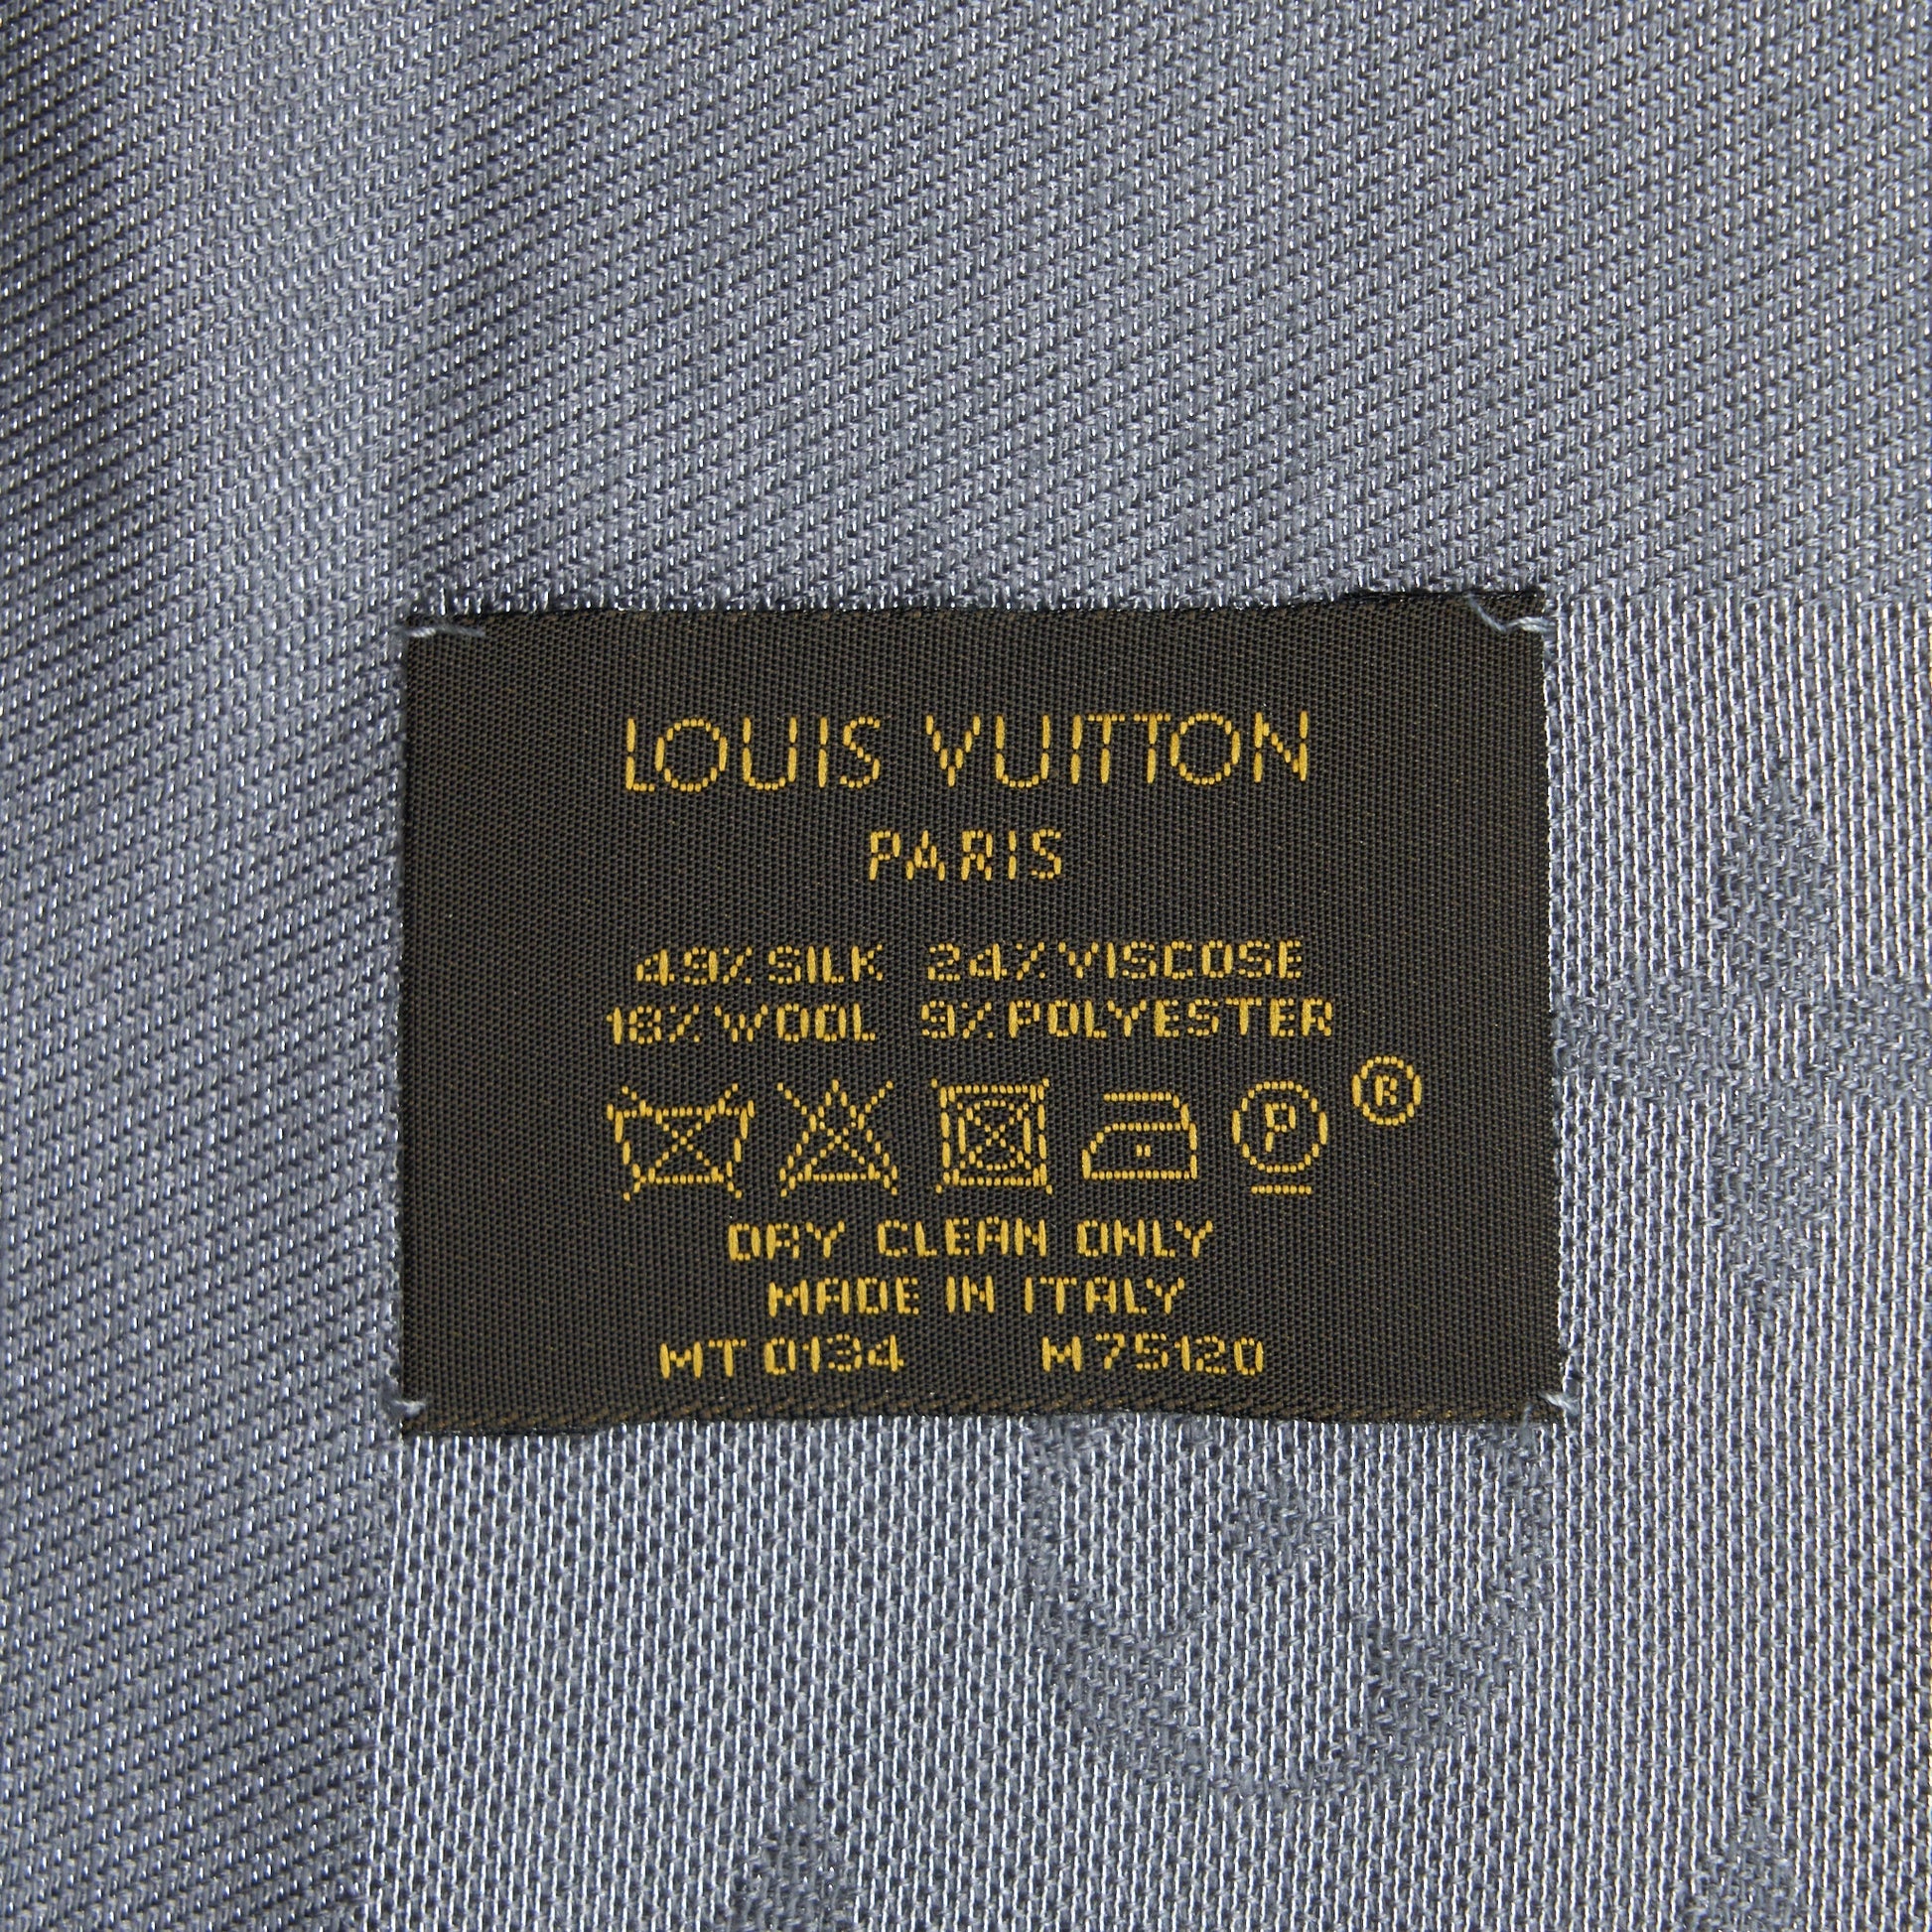 LOUIS VUITTON
PARIS
49% SILK 24% VISCOSE
18% WOOL 9% POLYESTER
P ®
DRY CLEAN ONLY
MADE IN ITALY
MT 0134 M75120